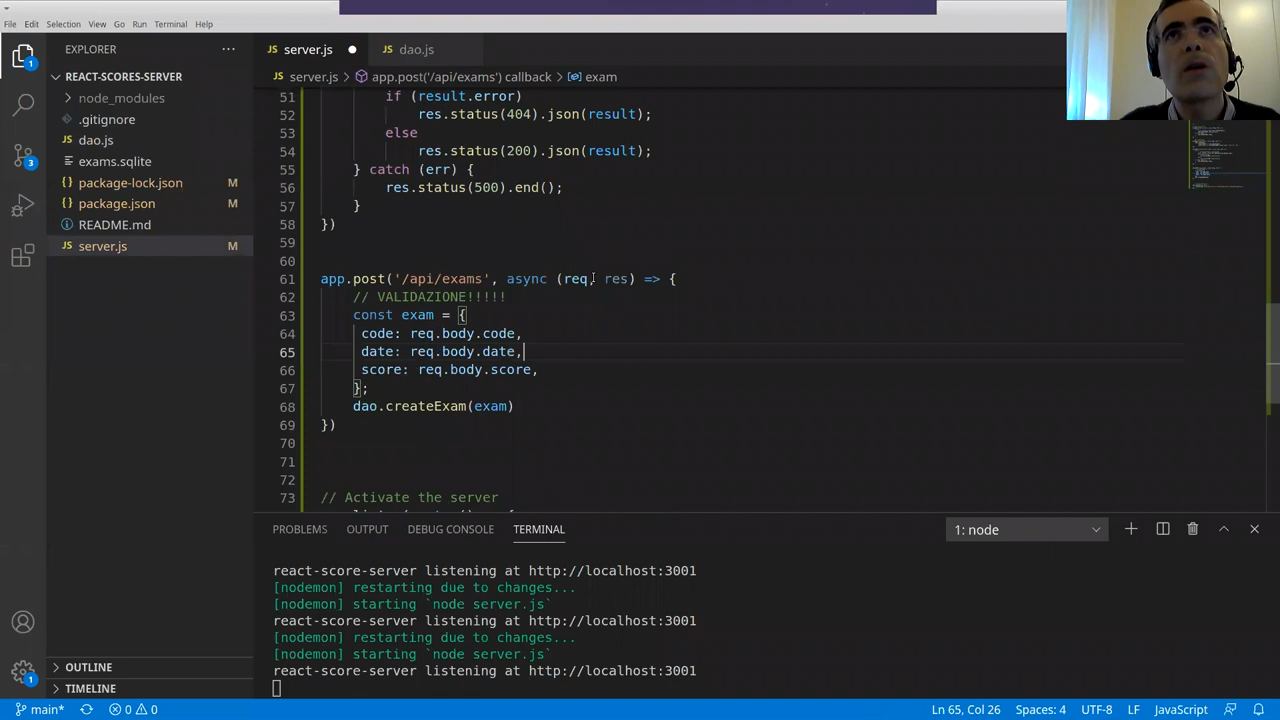 File Edit Selection View Go Run Terminal Help
EXPLORER
JS server.js
JS dao.js
REACT-SCORES-SERVER
JS server.js > app.post('/api/exams') callback > exam
node_modules
.gitignore
JS dao.js
exams.sqlite
package-lock.json M
package.json M
README.md
JS server.js M
1
3
1
51 if (result.error)
52 res.status(404).json(result);
53 else
54 res.status(200).json(result);
55 } catch (err) {
56 res.status(500).end();
57 }
58 })
59
60
61 app.post('/api/exams', async (req, res) => {
62 // VALIDAZIONE!!!!!
63 const exam = {
64 code: req.body.code,
65 date: req.body.date,
66 score: req.body.score,
67 };
68 dao.createExam(exam)
69 })
70
71
72
73 // Activate the server
PROBLEMS OUTPUT DEBUG CONSOLE TERMINAL
1: node
react-score-server listening at http://localhost:3001
[nodemon] restarting due to changes...
[nodemon] starting `node server.js`
react-score-server listening at http://localhost:3001
[nodemon] restarting due to changes...
[nodemon] starting `node server.js`
react-score-server listening at http://localhost:3001
OUTLINE
TIMELINE
main* 0 0 Ln 65, Col 26 Spaces: 4 UTF-8 LF JavaScript